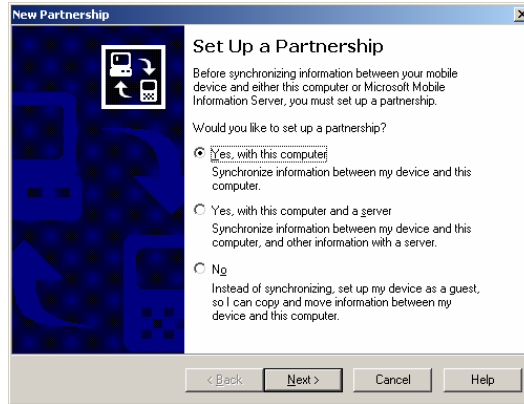 New Partnership
Set Up a Partnership
Before synchronizing information between your mobile
device and either this computer or Microsoft Mobile
Information Server, you must set up a partnership.
Would you like to set up a partnership?
Yes, with this computer
Synchronize information between my device and this
computer.
Yes, with this computer and a server
Synchronize information between my device and this
computer, and other information with a server.
No
Instead of synchronizing, set up my device as a guest,
so I can copy and move information between my
device and this computer.
< Back
Next >
Cancel
Help